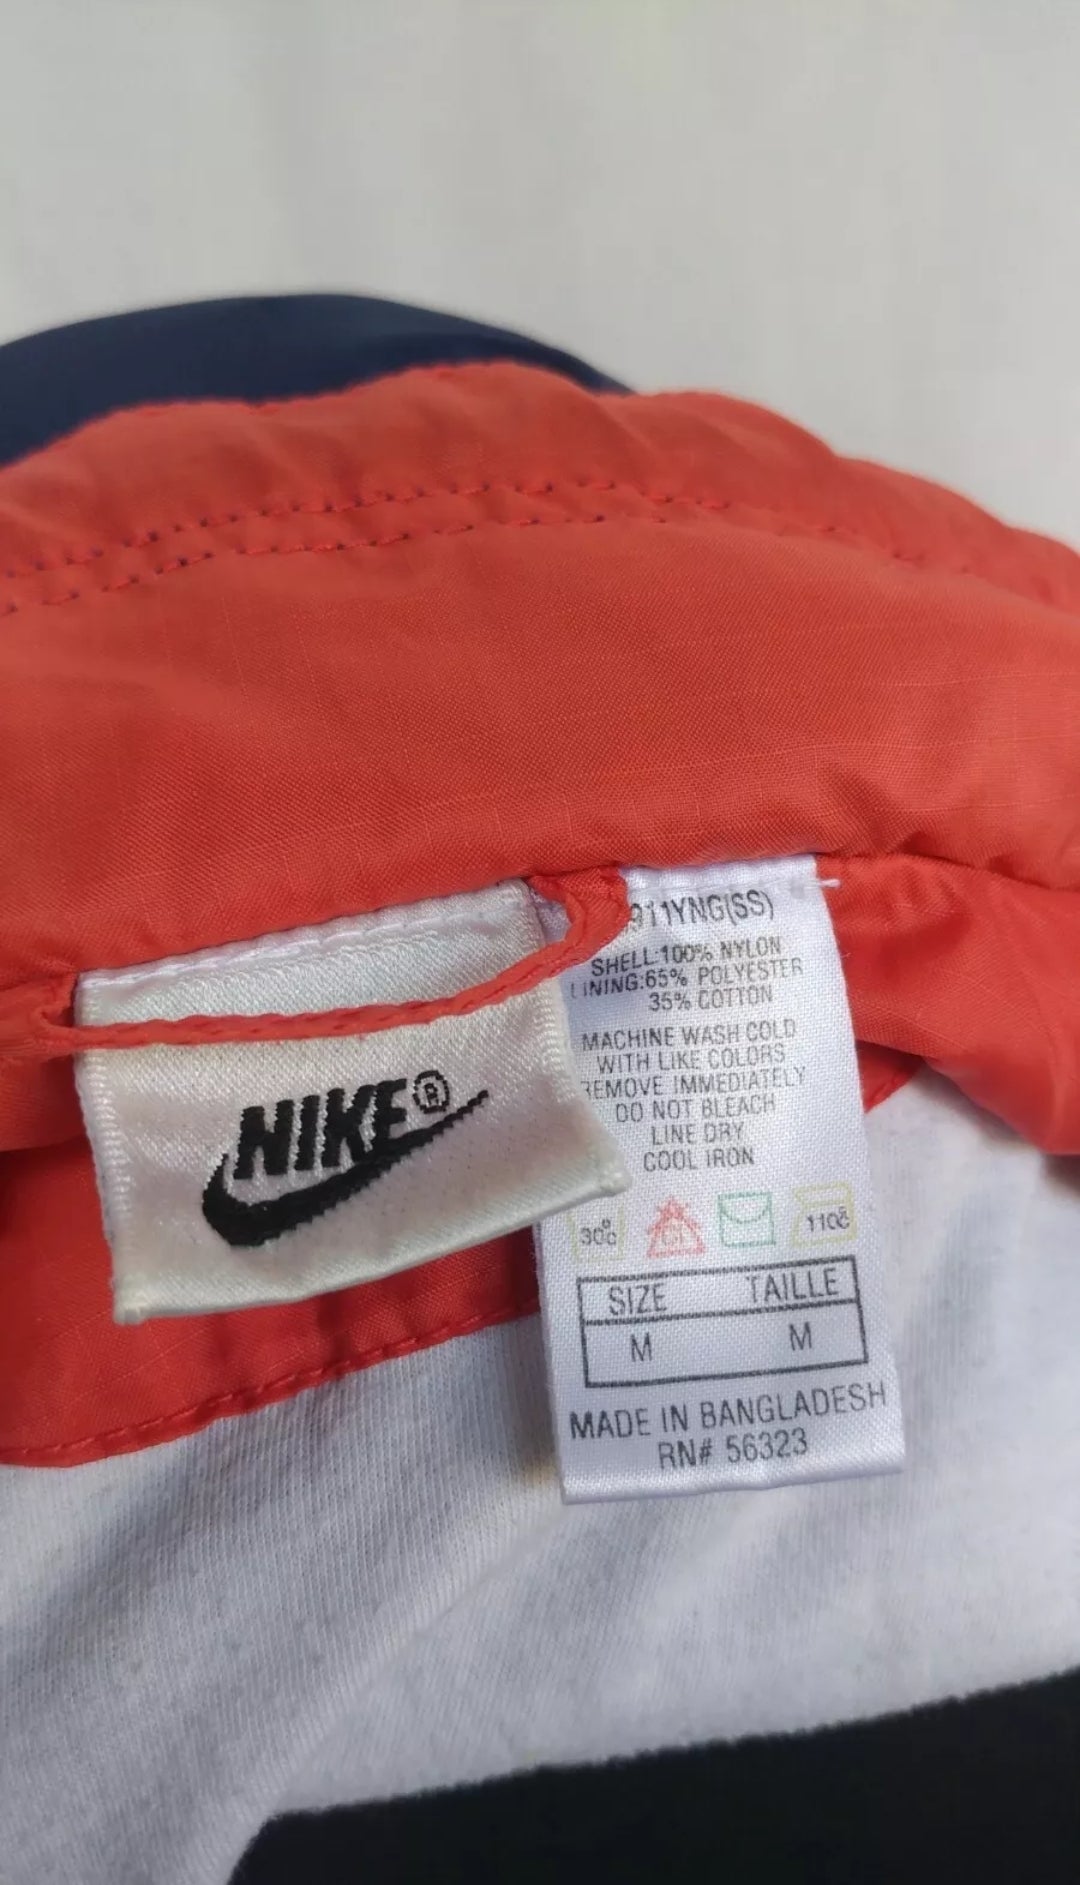 NIKE®
911YNG(SS)
SHELL:100% NYLON
LINING:65% POLYESTER
35% COTTON
MACHINE WASH COLD
WITH LIKE COLORS
REMOVE IMMEDIATELY
DO NOT BLEACH
LINE DRY
COOL IRON
30°C Cl 110°C
SIZE TAILLE
M M
MADE IN BANGLADESH
RN# 56323